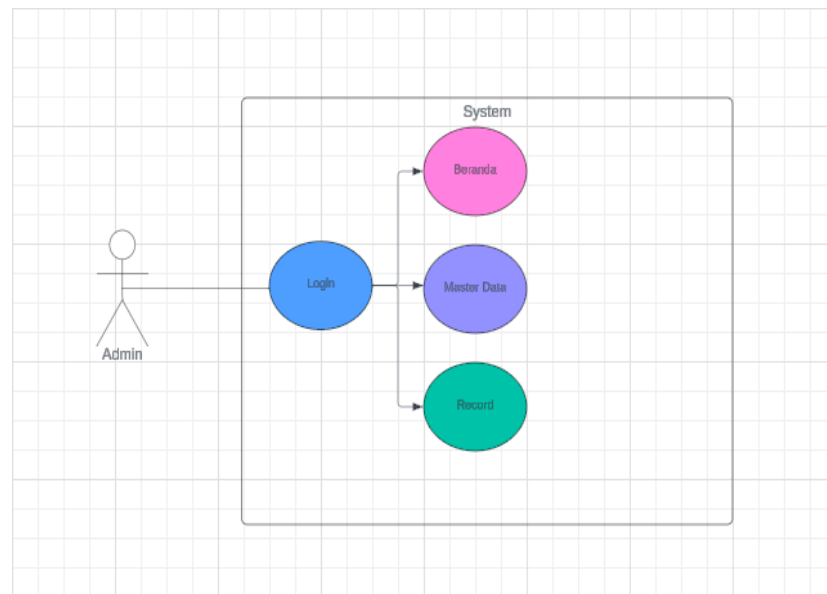 System
Beranda
Login
Master Data
Record
Admin